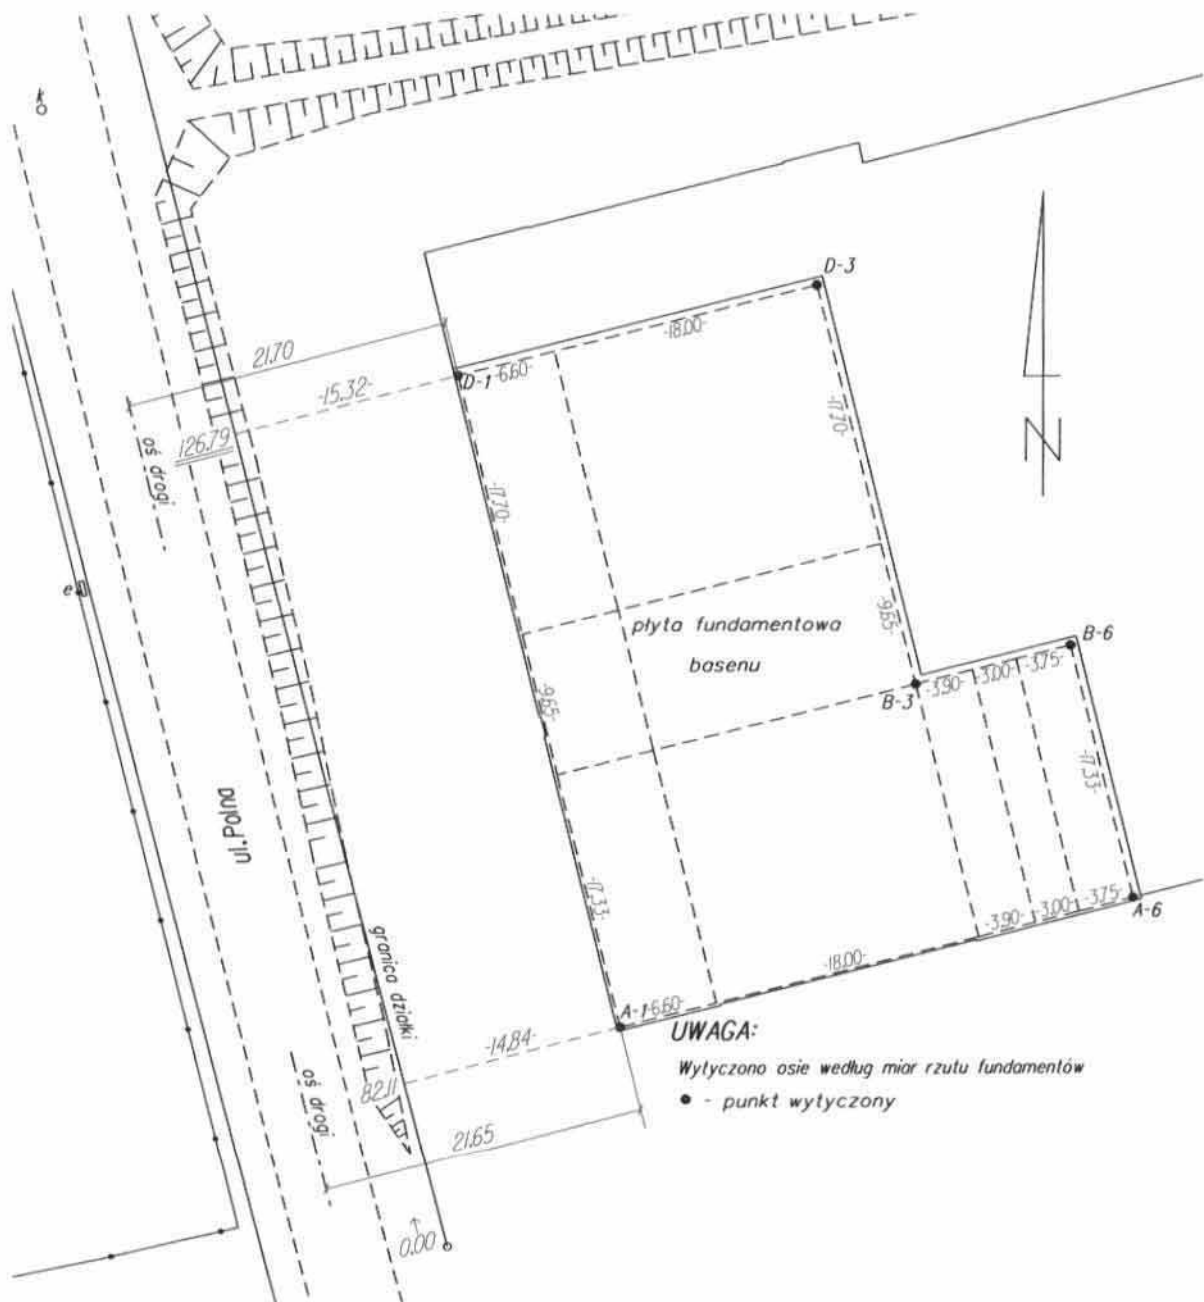 k
D-3
-18.00-
21.70
-6.60-
D-1
-15.32-
-17.70-
126.79
oś drogi
-17.70-
N
e
płyta fundamentowa
basenu
-9.65-
B-6
-3.75-
-3.00-
-3.90-
B-3
-9.65-
-17.33-
ul.Polna
-17.33-
-3.75-
-3.00-
-3.90-
A-6
-18.00-
granica działki
-6.60-
A-1
UWAGA:
-14.84-
Wytyczono osie według miar rzutu fundamentów
82.11
● - punkt wytyczony
oś drogi
21.65
0.00